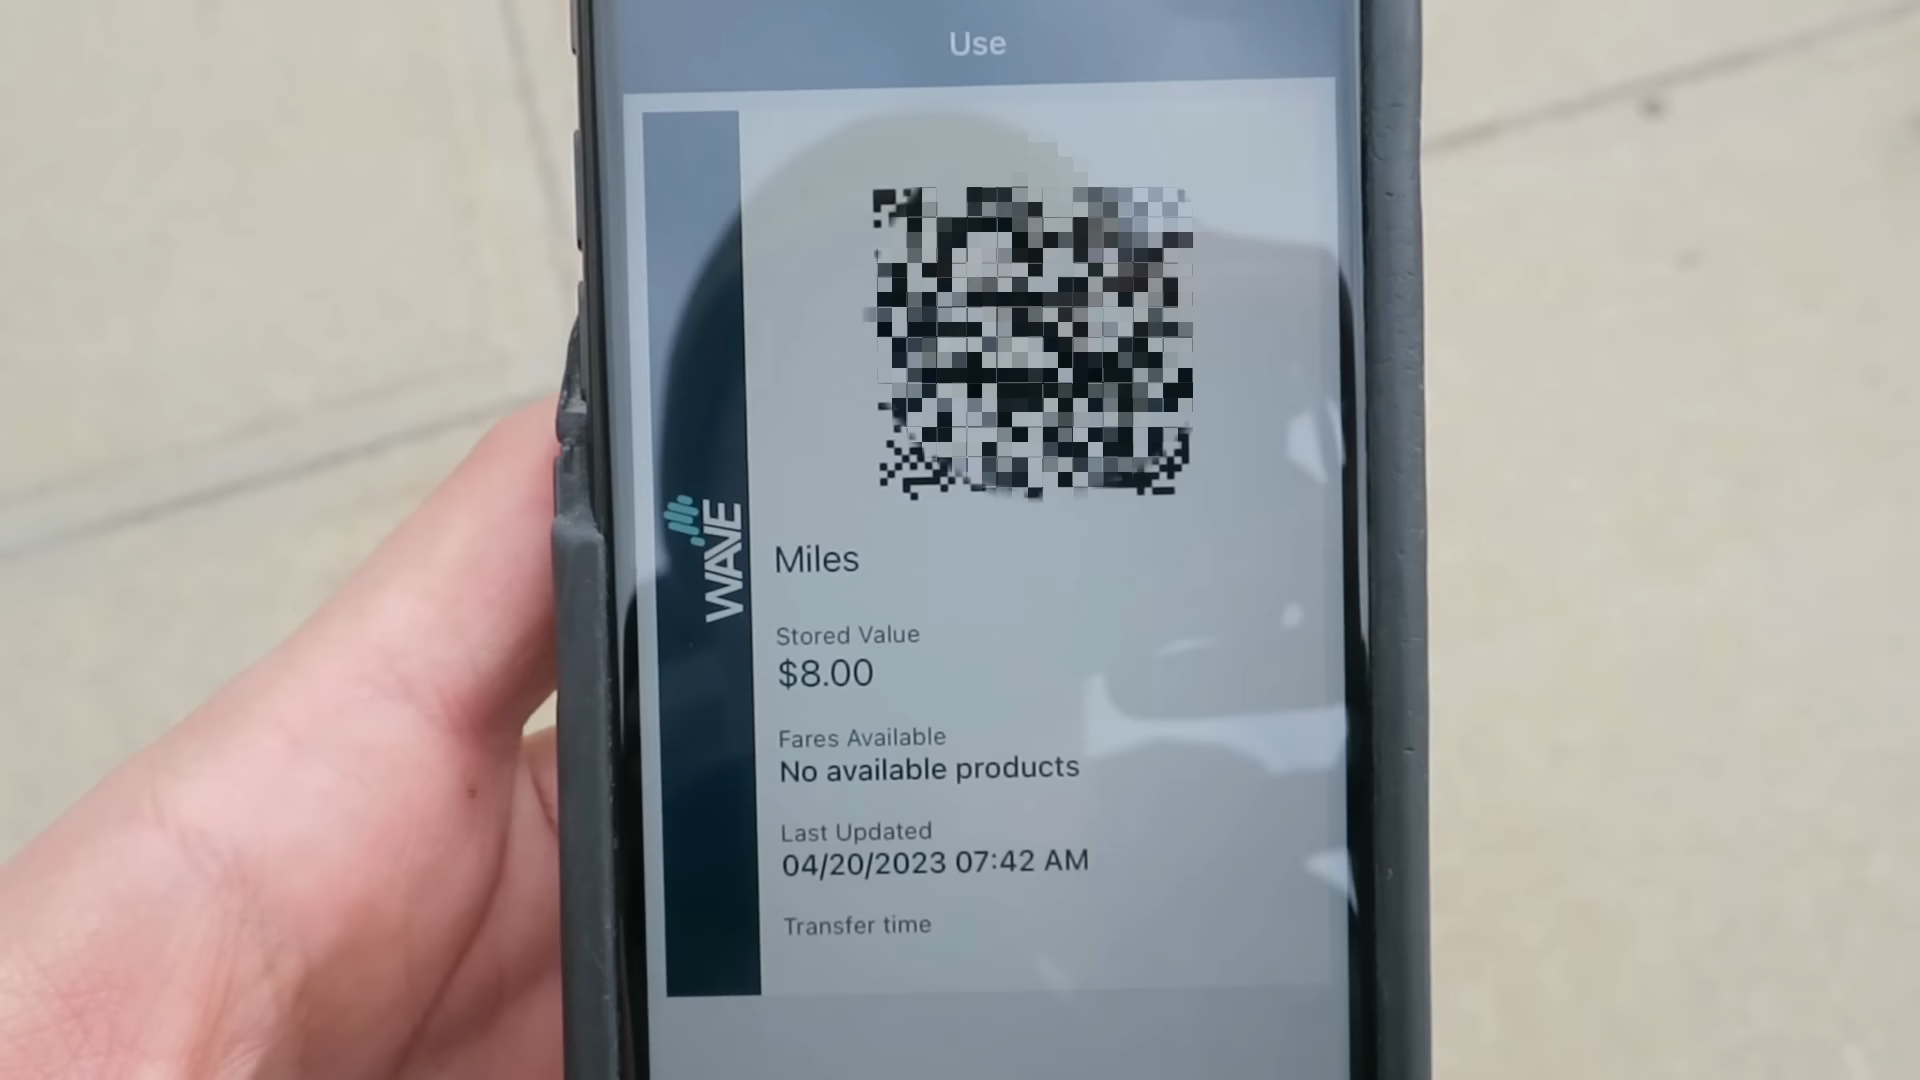 Use
WAVE
Miles
Stored Value
$8.00
Fares Available
No available products
Last Updated
04/20/2023 07:42 AM
Transfer time